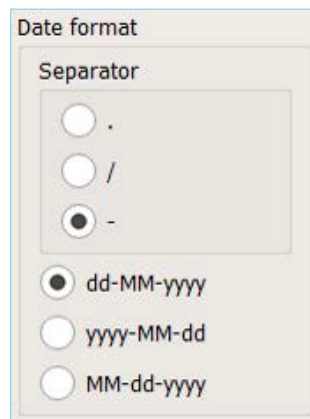 Date format
Separator
.
/
-
dd-MM-yyyy
yyyy-MM-dd
MM-dd-yyyy